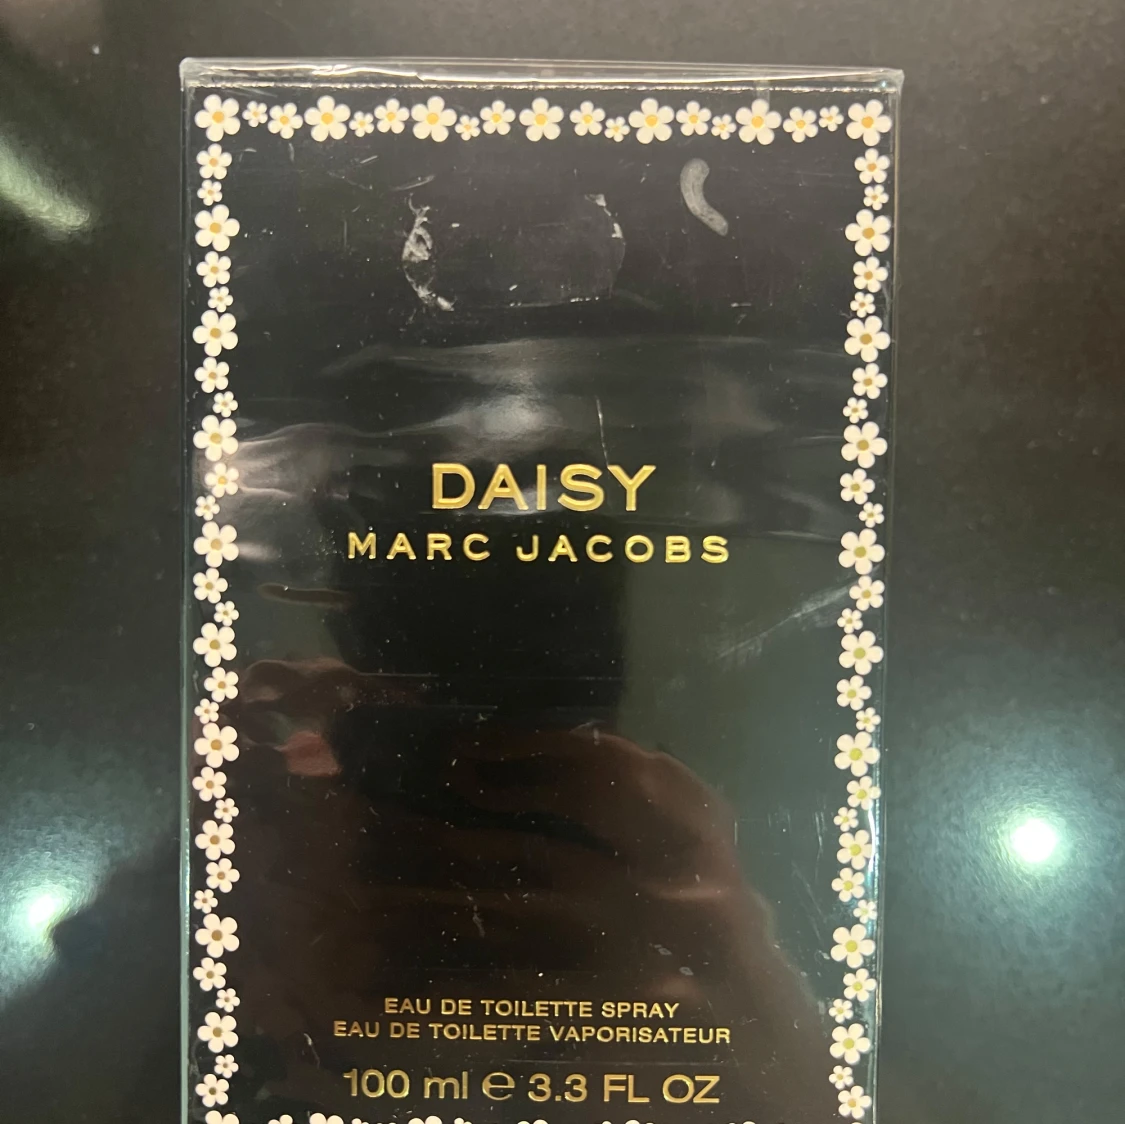 DAISY
MARC JACOBS
EAU DE TOILETTE SPRAY
EAU DE TOILETTE VAPORISATEUR
100 ml ℮ 3.3 FL OZ